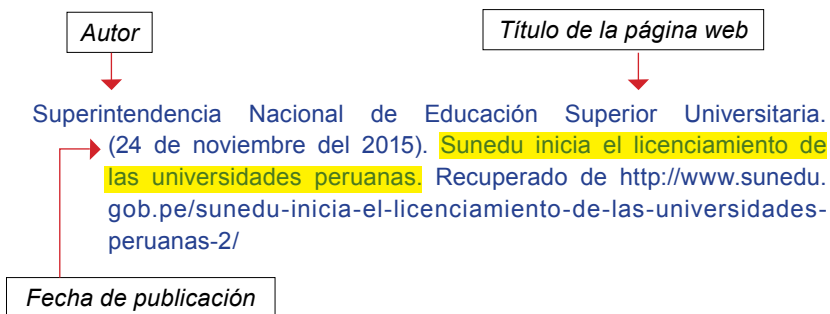 Autor
Título de la página web
Superintendencia Nacional de Educación Superior Universitaria.
(24 de noviembre del 2015). Sunedu inicia el licenciamiento de
las universidades peruanas. Recuperado de http://www.sunedu.
gob.pe/sunedu-inicia-el-licenciamiento-de-las-universidades-
peruanas-2/
Fecha de publicación